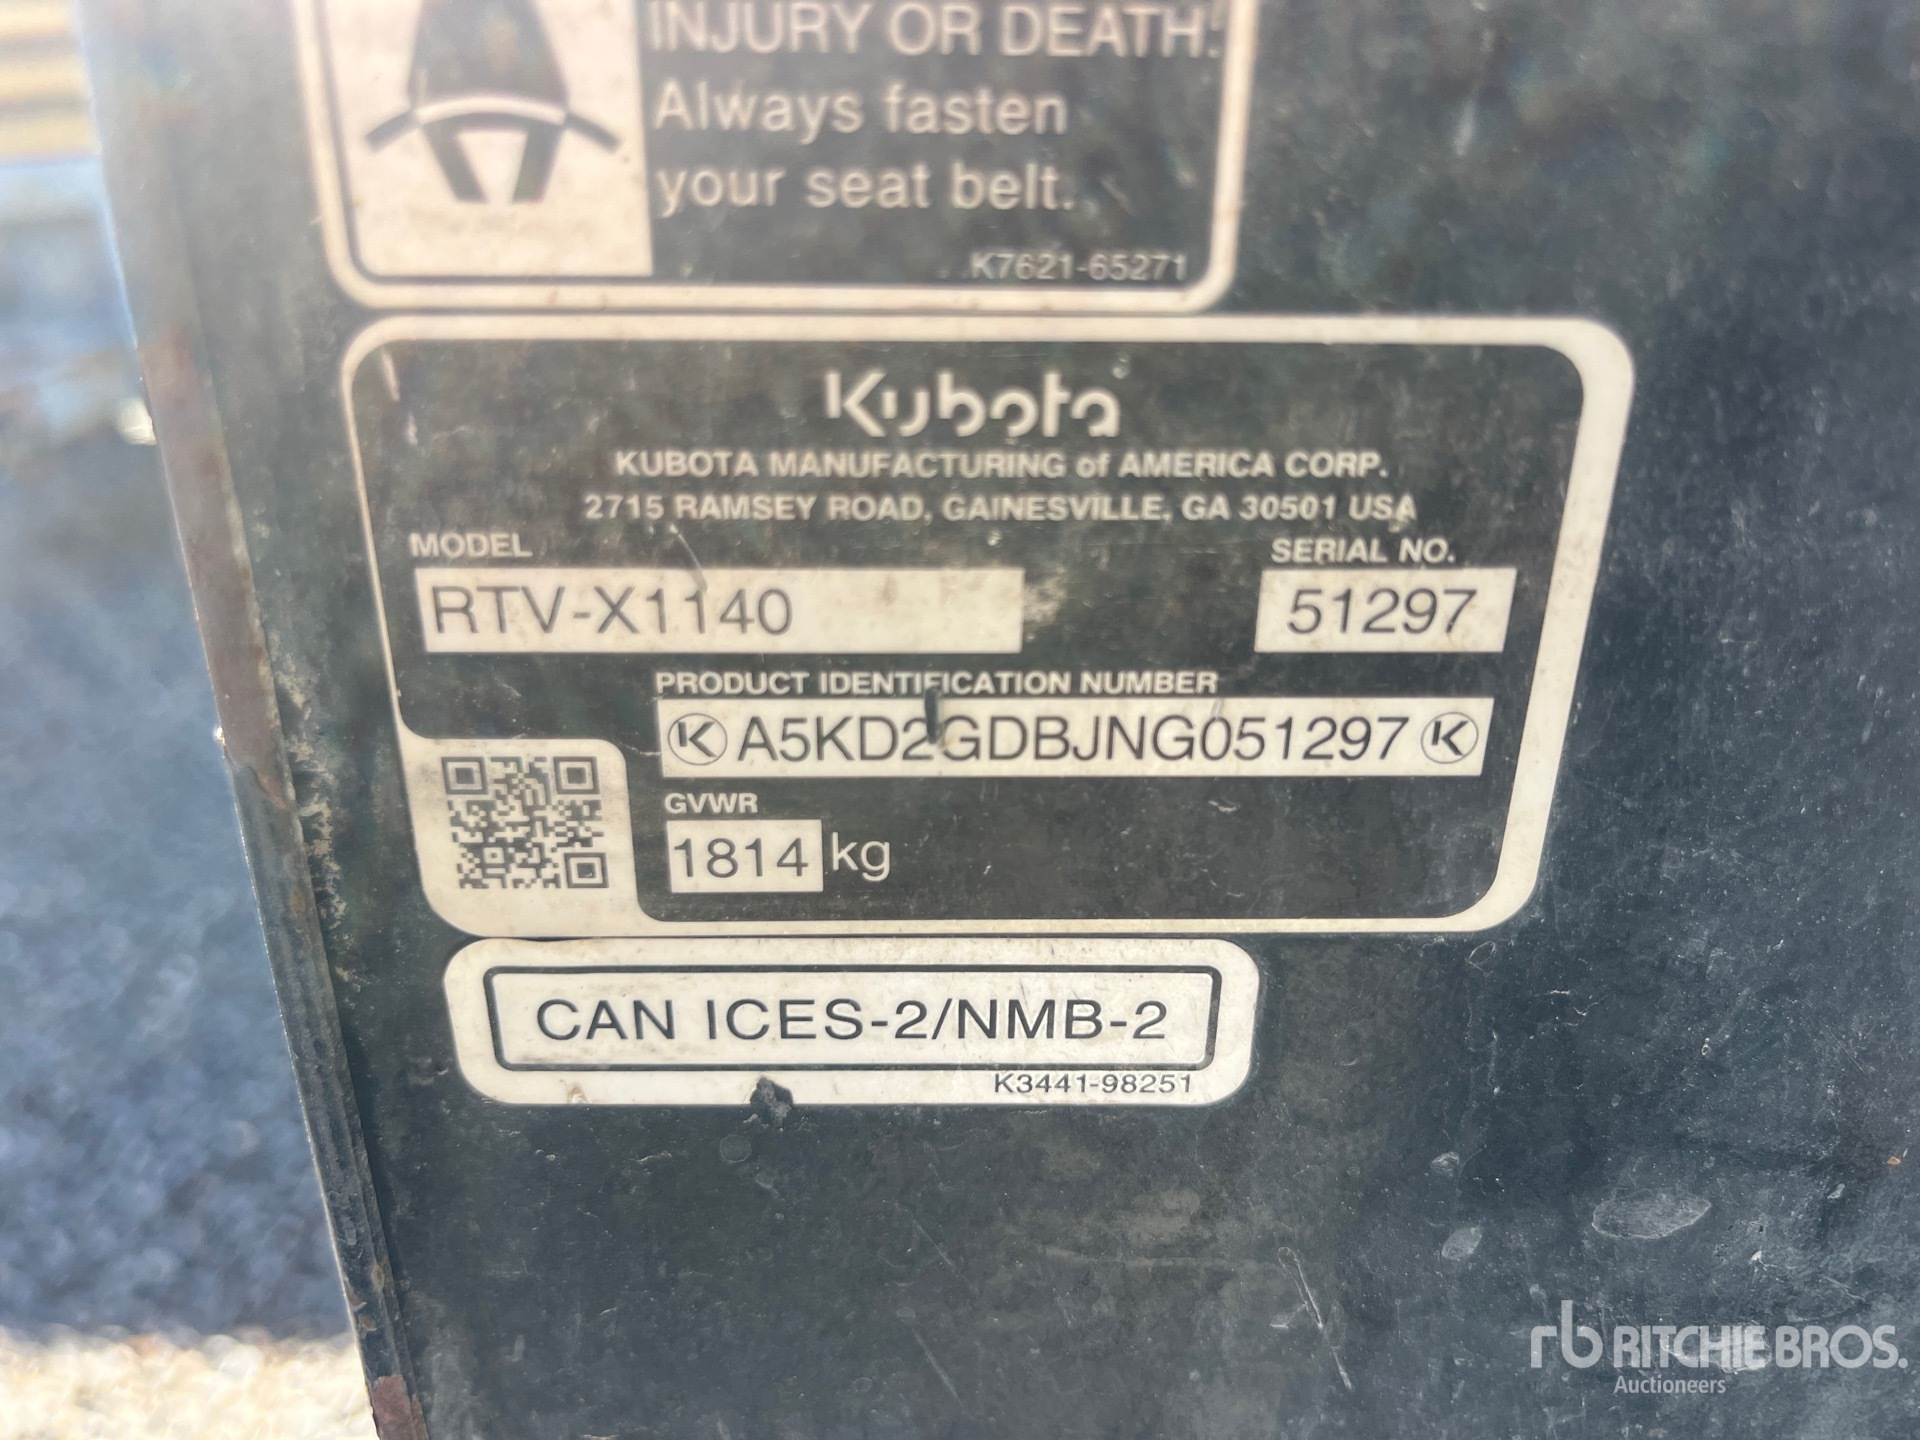 INJURY OR DEATH:
Always fasten
your seat belt.
K7621-65271
Kubota
KUBOTA MANUFACTURING of AMERICA CORP.
2715 RAMSEY ROAD, GAINESVILLE, GA 30501 USA
MODEL
RTV-X1140
SERIAL NO.
51297
PRODUCT IDENTIFICATION NUMBER
K A5KD2GDBJNG051297 K
GVWR
1814 kg
CAN ICES-2/NMB-2
K3441-98251
rb RITCHIE BROS.
Auctioneers